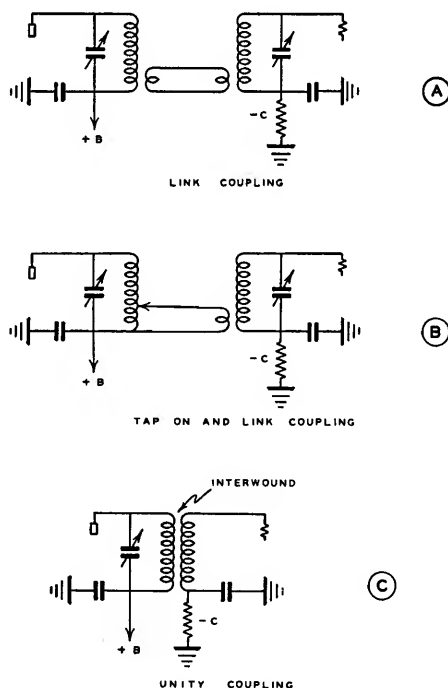 A
-C
+ B
LINK COUPLING
B
-C
+ B
TAP ON AND LINK COUPLING
INTERWOUND
C
-C
+ B
UNITY COUPLING